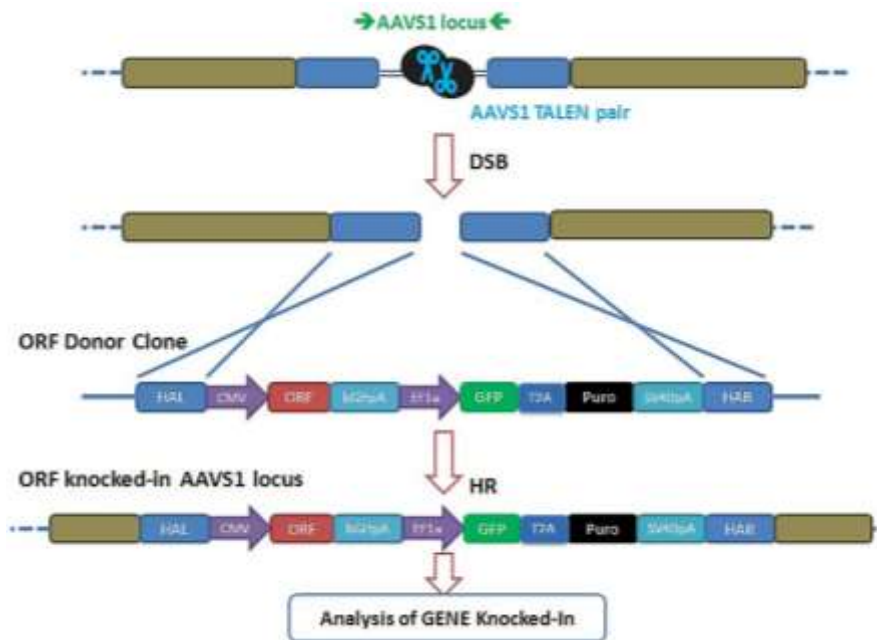 AAVS1 locus
AAVS1 TALEN pair
DSB
ORF Donor Clone
HAL CMV ORF bGHpA EF1a GFP T2A Puro SV40pA HAR
ORF knocked-in AAVS1 locus
HR
HAL CMV ORF bGHpA EF1a GFP T2A Puro SV40pA HAR
Analysis of GENE Knocked-In